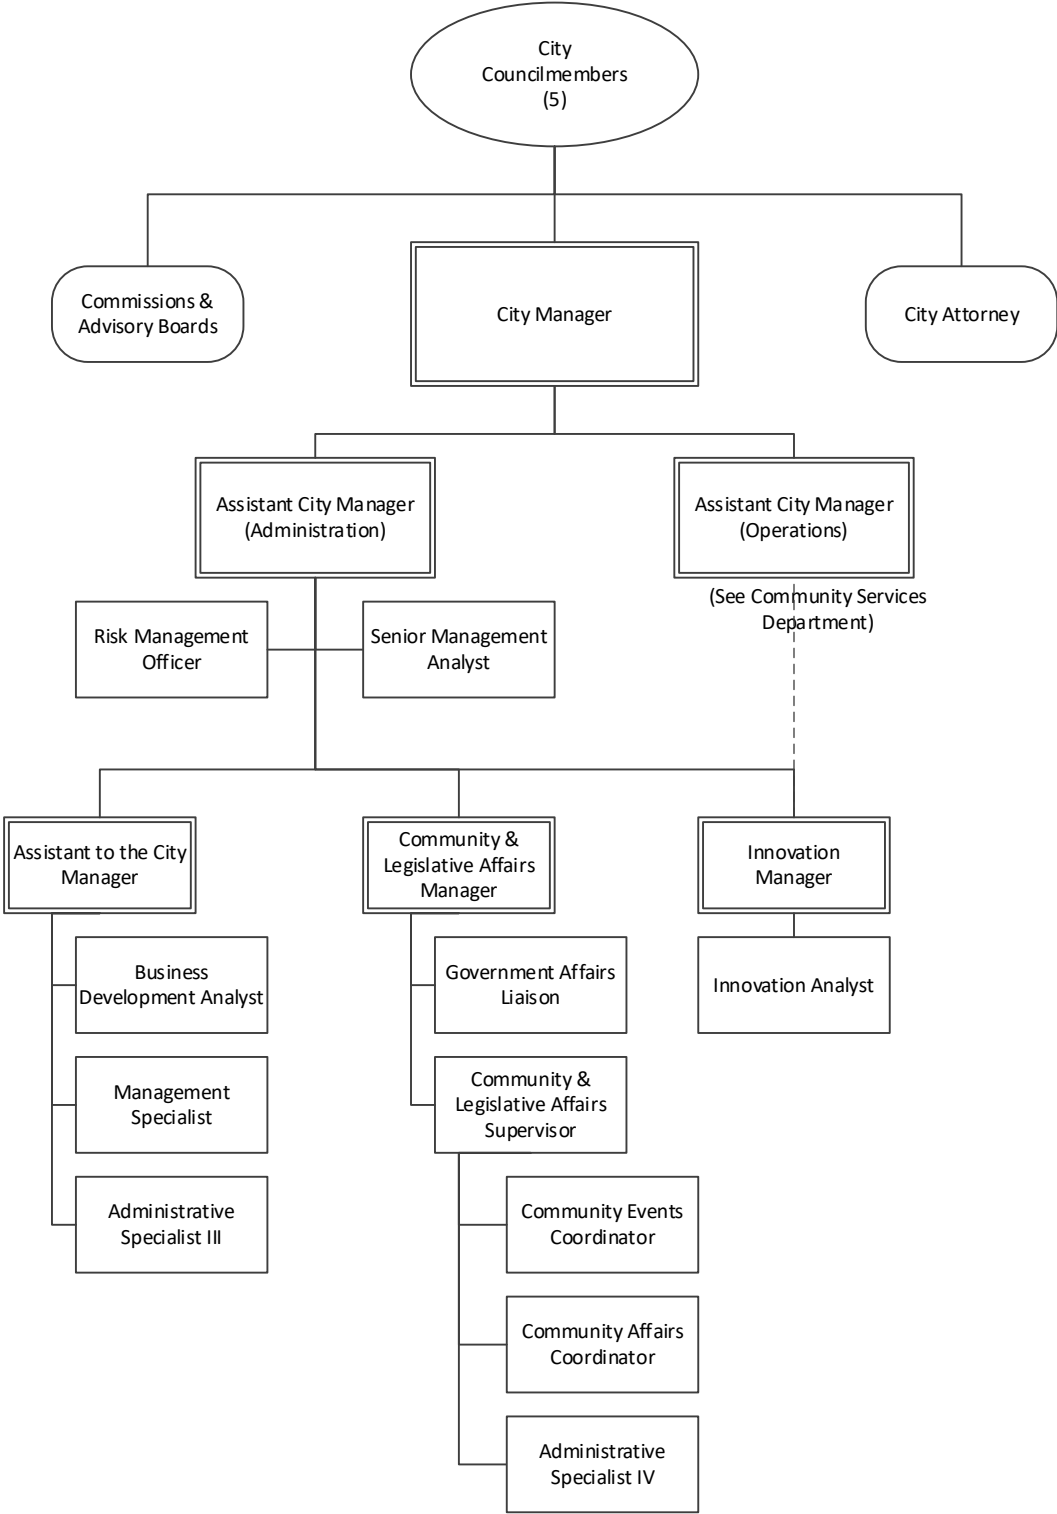 City
Councilmembers
(5)
Commissions &
Advisory Boards
City Manager
City Attorney
Assistant City Manager
(Administration)
Assistant City Manager
(Operations)
(See Community Services
Department)
Risk Management
Officer
Senior Management
Analyst
Assistant to the City
Manager
Community &
Legislative Affairs
Manager
Innovation
Manager
Business
Development Analyst
Government Affairs
Liaison
Innovation Analyst
Management
Specialist
Community &
Legislative Affairs
Supervisor
Administrative
Specialist III
Community Events
Coordinator
Community Affairs
Coordinator
Administrative
Specialist IV